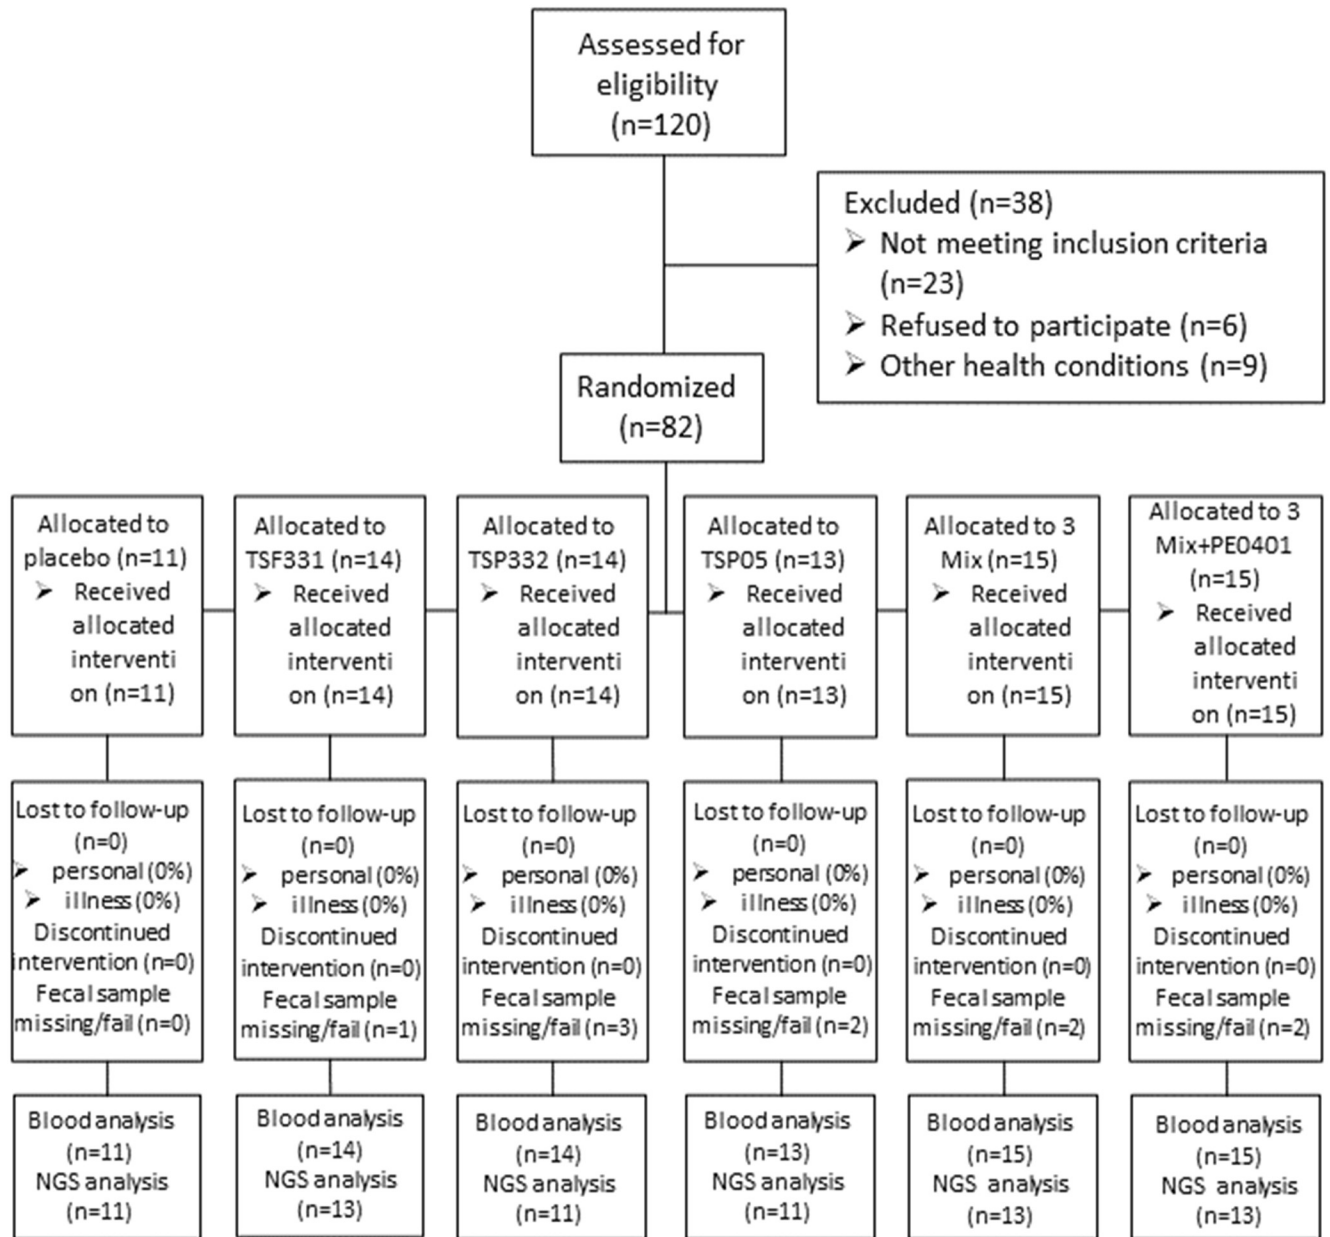 Assessed for
eligibility
(n=120)
Excluded (n=38)
➢ Not meeting inclusion criteria
(n=23)
➢ Refused to participate (n=6)
➢ Other health conditions (n=9)
Randomized
(n=82)
Allocated to
placebo (n=11)
➢ Received
allocated
interventi
on (n=11)
Allocated to
TSF331 (n=14)
➢ Received
allocated
interventi
on (n=14)
Allocated to
TSP332 (n=14)
➢ Received
allocated
interventi
on (n=14)
Allocated to
TSP05 (n=13)
➢ Received
allocated
interventi
on (n=13)
Allocated to 3
Mix (n=15)
➢ Received
allocated
interventi
on (n=15)
Allocated to 3
Mix+PE0401
(n=15)
➢ Received
allocated
interventi
on (n=15)
Lost to follow-up
(n=0)
➢ personal (0%)
➢ illness (0%)
Discontinued
intervention (n=0)
Fecal sample
missing/fail (n=0)
Lost to follow-up
(n=0)
➢ personal (0%)
➢ illness (0%)
Discontinued
intervention (n=0)
Fecal sample
missing/fail (n=1)
Lost to follow-up
(n=0)
➢ personal (0%)
➢ illness (0%)
Discontinued
intervention (n=0)
Fecal sample
missing/fail (n=3)
Lost to follow-up
(n=0)
➢ personal (0%)
➢ illness (0%)
Discontinued
intervention (n=0)
Fecal sample
missing/fail (n=2)
Lost to follow-up
(n=0)
➢ personal (0%)
➢ illness (0%)
Discontinued
intervention (n=0)
Fecal sample
missing/fail (n=2)
Lost to follow-up
(n=0)
➢ personal (0%)
➢ illness (0%)
Discontinued
intervention (n=0)
Fecal sample
missing/fail (n=2)
Blood analysis
(n=11)
NGS analysis
(n=11)
Blood analysis
(n=14)
NGS analysis
(n=13)
Blood analysis
(n=14)
NGS analysis
(n=11)
Blood analysis
(n=13)
NGS analysis
(n=11)
Blood analysis
(n=15)
NGS analysis
(n=13)
Blood analysis
(n=15)
NGS analysis
(n=13)